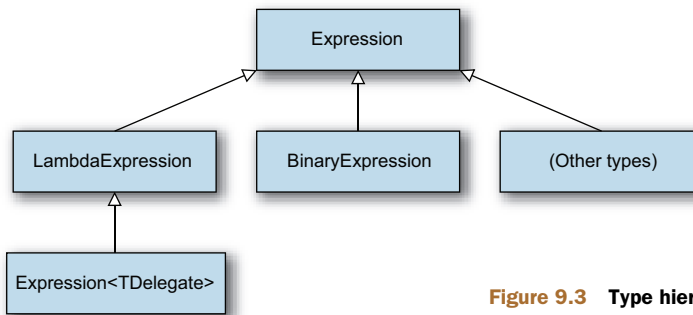 Expression
LambdaExpression
BinaryExpression
(Other types)
Expression<TDelegate>
Figure 9.3 Type hier